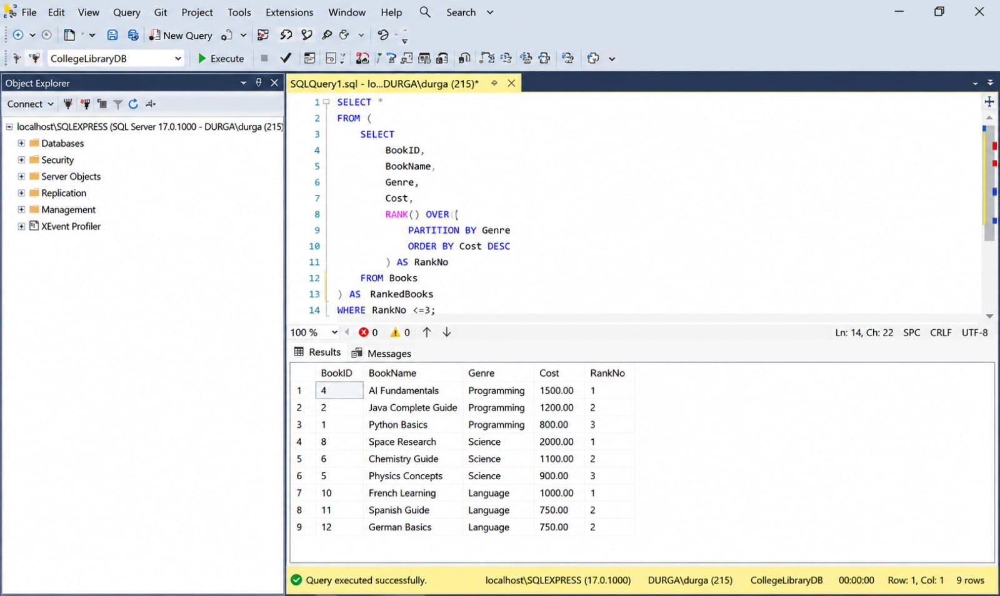 File Edit View Query Git Project Tools Extensions Window Help Search
New Query
CollegeLibraryDB Execute
Object Explorer
Connect
localhost\SQLEXPRESS (SQL Server 17.0.1000 - DURGA\durga (215)
Databases
Security
Server Objects
Replication
Management
XEvent Profiler
SQLQuery1.sql - lo...DURGA\durga (215)*
1 SELECT *
2 FROM (
3 SELECT
4 BookID,
5 BookName,
6 Genre,
7 Cost,
8 RANK() OVER (
9 PARTITION BY Genre
10 ORDER BY Cost DESC
11 ) AS RankNo
12 FROM Books
13 ) AS RankedBooks
14 WHERE RankNo <=3;
100 % 0 0 Ln: 14, Ch: 22 SPC CRLF UTF-8
Results Messages
BookID BookName Genre Cost RankNo
1 4 AI Fundamentals Programming 1500.00 1
2 2 Java Complete Guide Programming 1200.00 2
3 1 Python Basics Programming 800.00 3
4 8 Space Research Science 2000.00 1
5 6 Chemistry Guide Science 1100.00 2
6 5 Physics Concepts Science 900.00 3
7 10 French Learning Language 1000.00 1
8 11 Spanish Guide Language 750.00 2
9 12 German Basics Language 750.00 2
Query executed successfully. localhost\SQLEXPRESS (17.0.1000) DURGA\durga (215) CollegeLibraryDB 00:00:00 Row: 1, Col: 1 9 rows